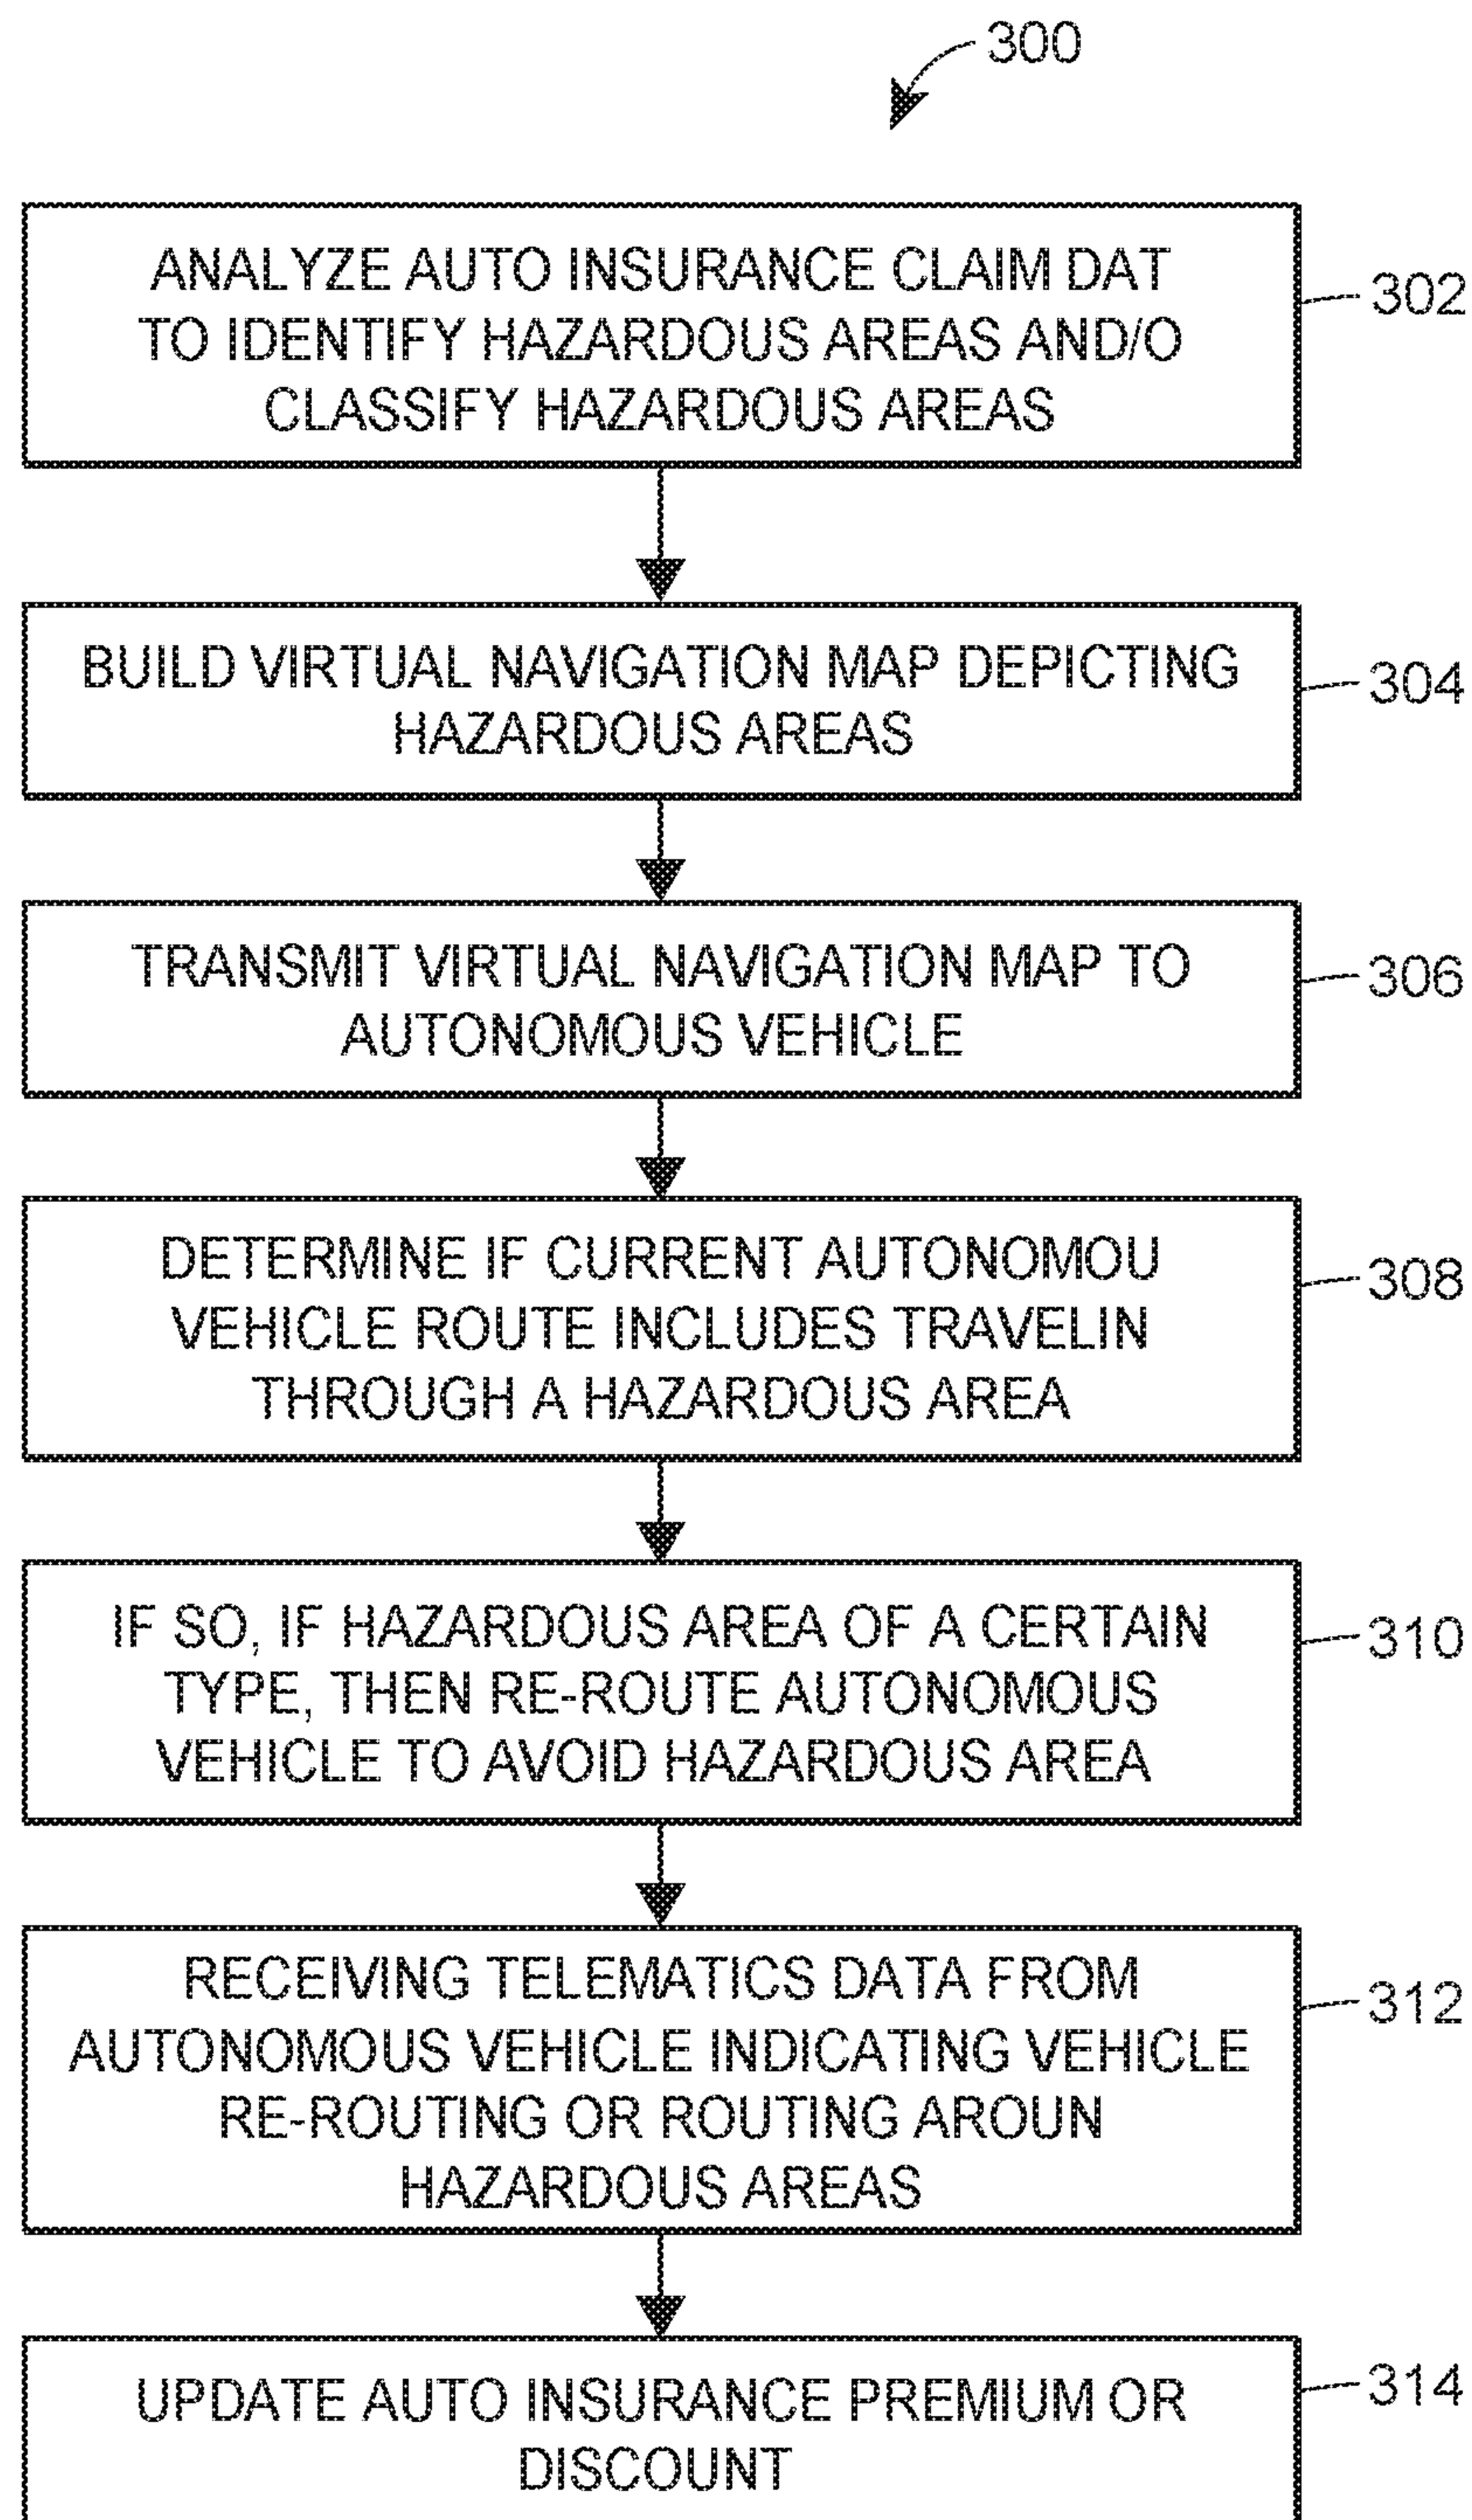 300
ANALYZE AUTO INSURANCE CLAIM DAT
TO IDENTIFY HAZARDOUS AREAS AND/O
CLASSIFY HAZARDOUS AREAS
302
BUILD VIRTUAL NAVIGATION MAP DEPICTING
HAZARDOUS AREAS
304
TRANSMIT VIRTUAL NAVIGATION MAP TO
AUTONOMOUS VEHICLE
306
DETERMINE IF CURRENT AUTONOMOU
VEHICLE ROUTE INCLUDES TRAVELIN
THROUGH A HAZARDOUS AREA
308
IF SO, IF HAZARDOUS AREA OF A CERTAIN
TYPE, THEN RE-ROUTE AUTONOMOUS
VEHICLE TO AVOID HAZARDOUS AREA
310
RECEIVING TELEMATICS DATA FROM
AUTONOMOUS VEHICLE INDICATING VEHICLE
RE-ROUTING OR ROUTING AROUN
HAZARDOUS AREAS
312
UPDATE AUTO INSURANCE PREMIUM OR
DISCOUNT
314